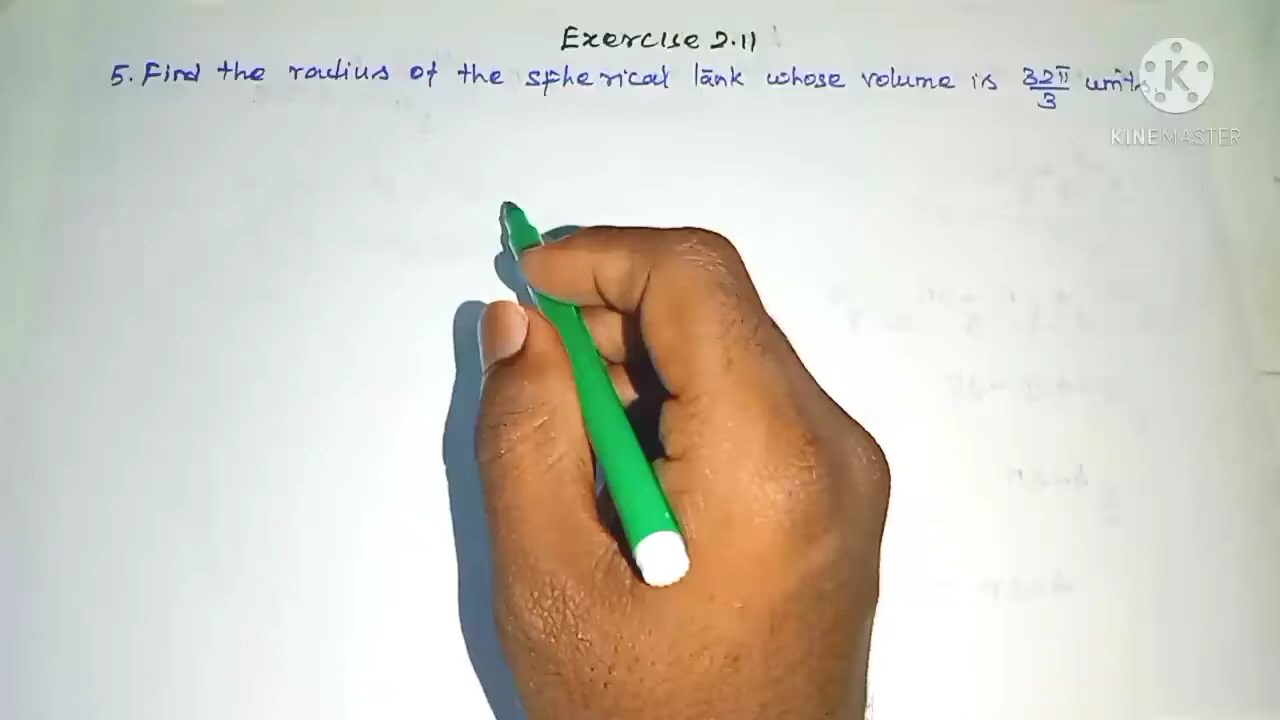 Exercise 2.11
5. Find the radius of the spherical tank whose volume is 32π/3 units.
K
KINEMASTER